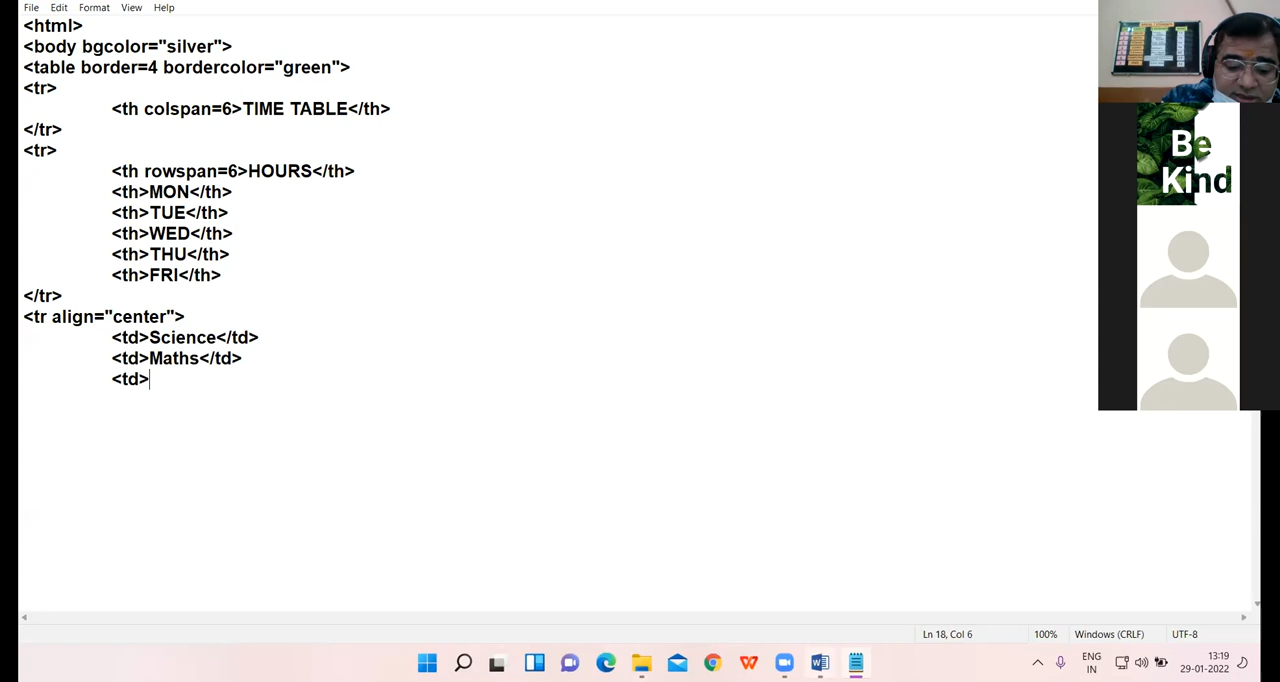 File Edit Format View Help
<html>
<body bgcolor="silver">
<table border=4 bordercolor="green">
<tr>
<th colspan=6>TIME TABLE</th>
</tr>
<tr>
<th rowspan=6>HOURS</th>
<th>MON</th>
<th>TUE</th>
<th>WED</th>
<th>THU</th>
<th>FRI</th>
</tr>
<tr align="center">
<td>Science</td>
<td>Maths</td>
<td>
Be
Kind
Ln 18, Col 6 100% Windows (CRLF) UTF-8
ENG
IN
13:19
29-01-2022